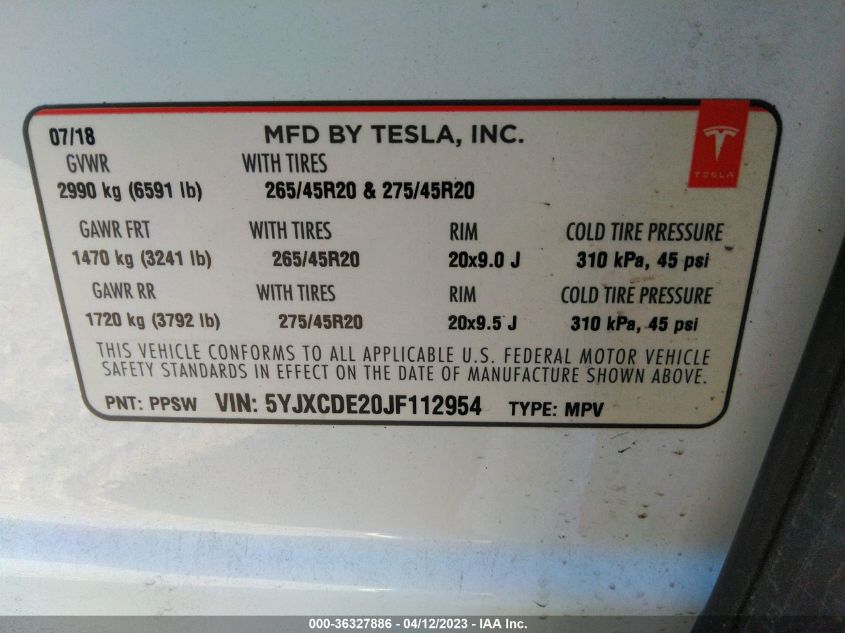 07/18 MFD BY TESLA, INC.
TESLA
GVWR WITH TIRES
2990 kg (6591 lb) 265/45R20 & 275/45R20
GAWR FRT WITH TIRES RIM COLD TIRE PRESSURE
1470 kg (3241 lb) 265/45R20 20x9.0 J 310 kPa, 45 psi
GAWR RR WITH TIRES RIM COLD TIRE PRESSURE
1720 kg (3792 lb) 275/45R20 20x9.5 J 310 kPa, 45 psi
THIS VEHICLE CONFORMS TO ALL APPLICABLE U.S. FEDERAL MOTOR VEHICLE
SAFETY STANDARDS IN EFFECT ON THE DATE OF MANUFACTURE SHOWN ABOVE.
PNT: PPSW VIN: 5YJXCDE20JF112954 TYPE: MPV
000-36327886 - 04/12/2023 - IAA Inc.